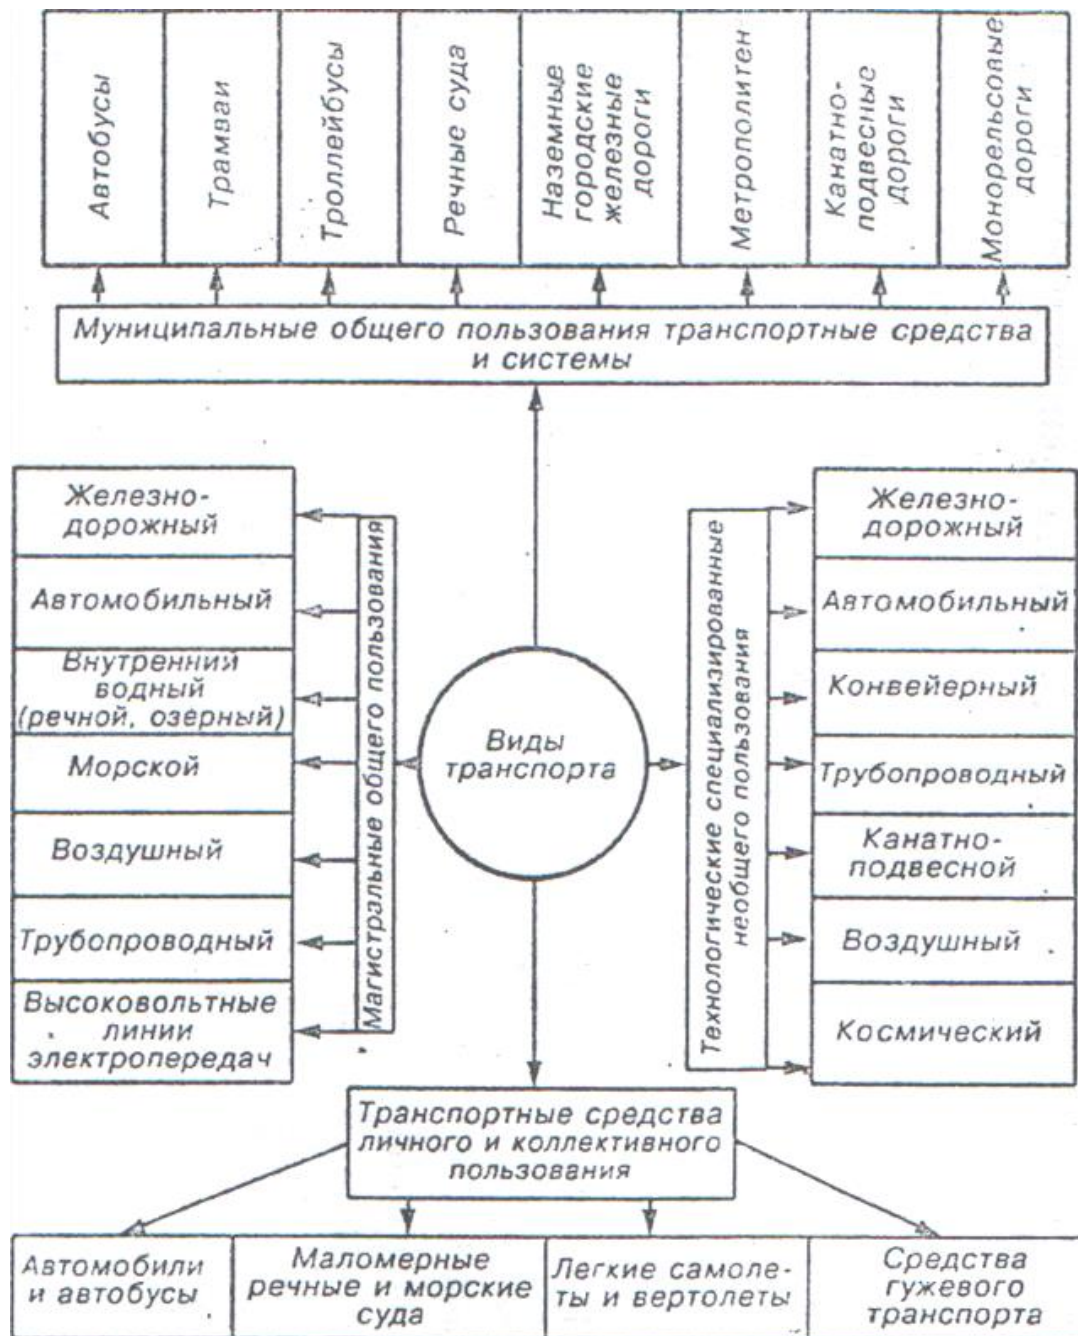 Автобусы
Трамваи
Троллейбусы
Речные суда
Наземные
городские
железные
дороги
Метрополитен
Канатно-
подвесные
дороги
Монорельсовые
дороги
Муниципальные общего пользования транспортные средства
и системы
Железно-
дорожный
Автомобильный
Внутренний
водный
(речной, озерный)
Морской
Воздушный
Трубопроводный
Высоковольтные
линии
электропередач
Магистральные общего пользования
Виды
транспорта
Технологические специализированные
необщего пользования
Железно-
дорожный
Автомобильный
Конвейерный
Трубопроводный
Канатно-
подвесной
Воздушный
Космический
Транспортные средства
личного и коллективного
пользования
Автомобили
и автобусы
Маломерные
речные и морские
суда
Легкие самоле-
ты и вертолеты
Средства
гужевого
транспорта